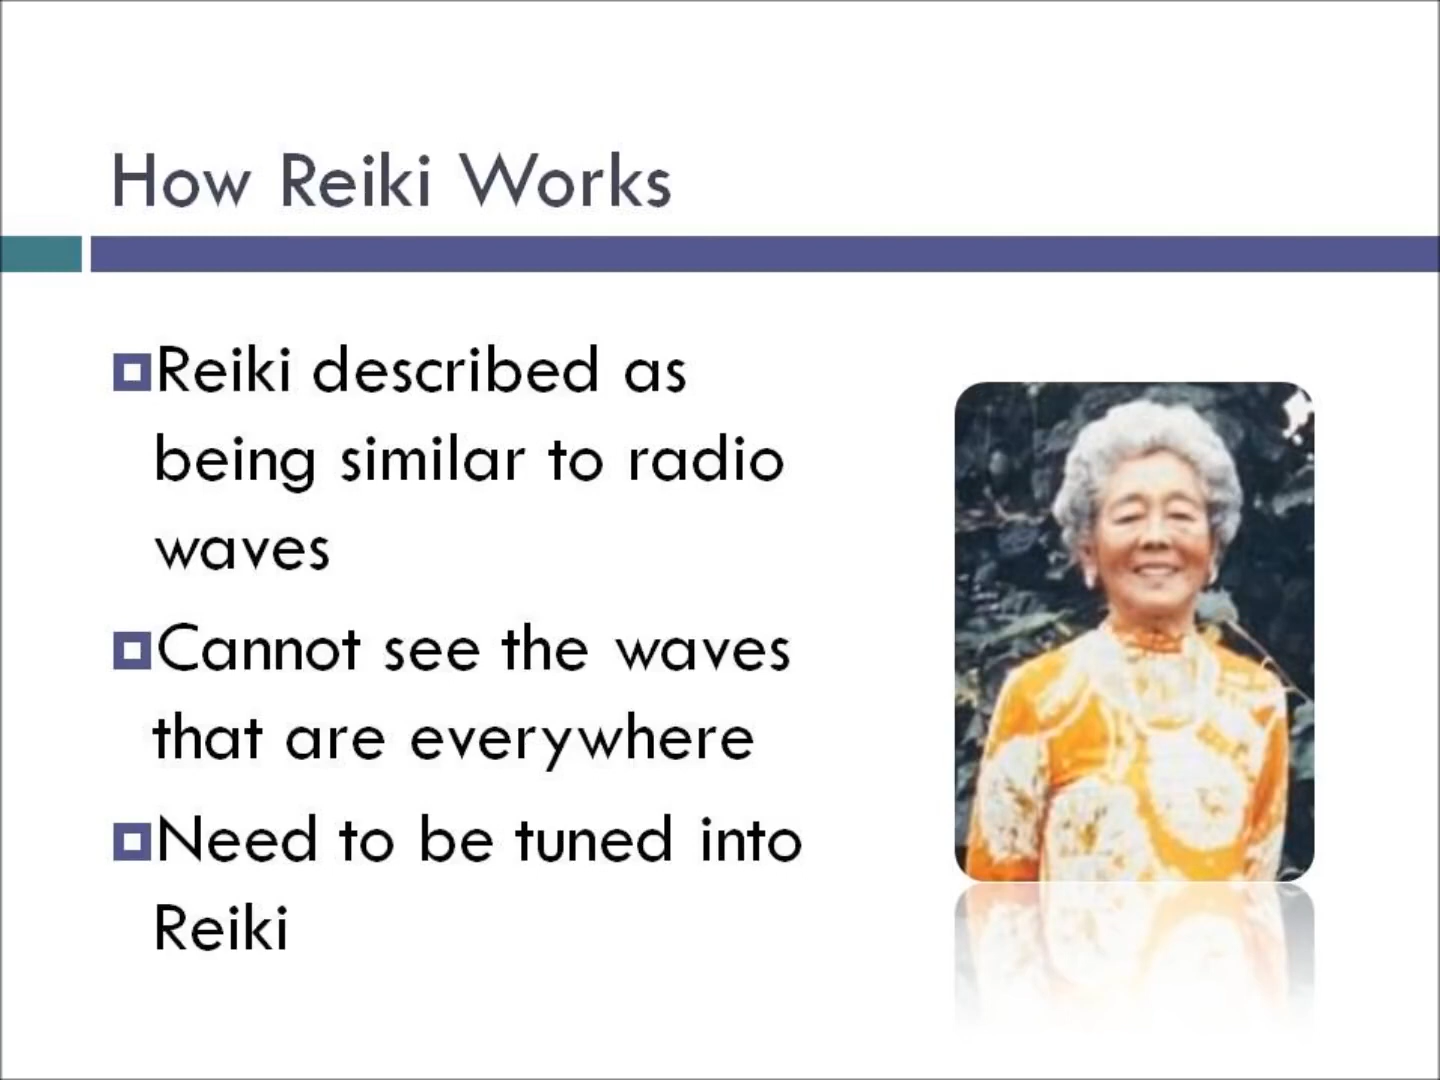 How Reiki Works
Reiki described as
being similar to radio
waves
Cannot see the waves
that are everywhere
Need to be tuned into
Reiki